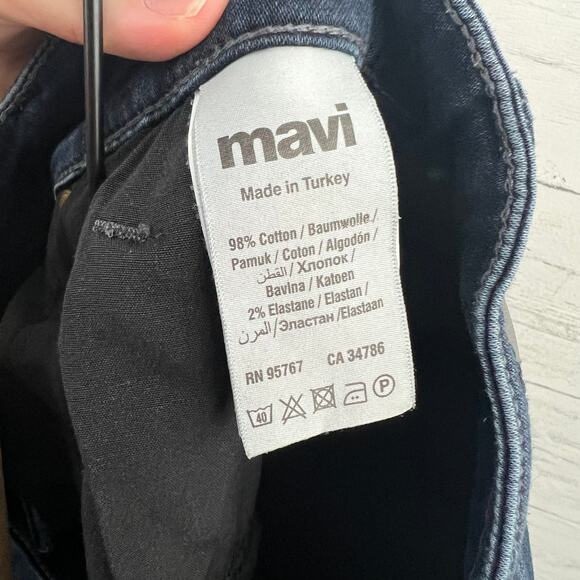 mavi
Made in Turkey
98% Cotton / Baumwolle /
Pamuk / Coton / Algodón /
القطن / Хлопок /
Bavlna / Katoen
2% Elastane / Elastan /
المرن / Эластан / Elastaan
RN 95767 CA 34786
40 P